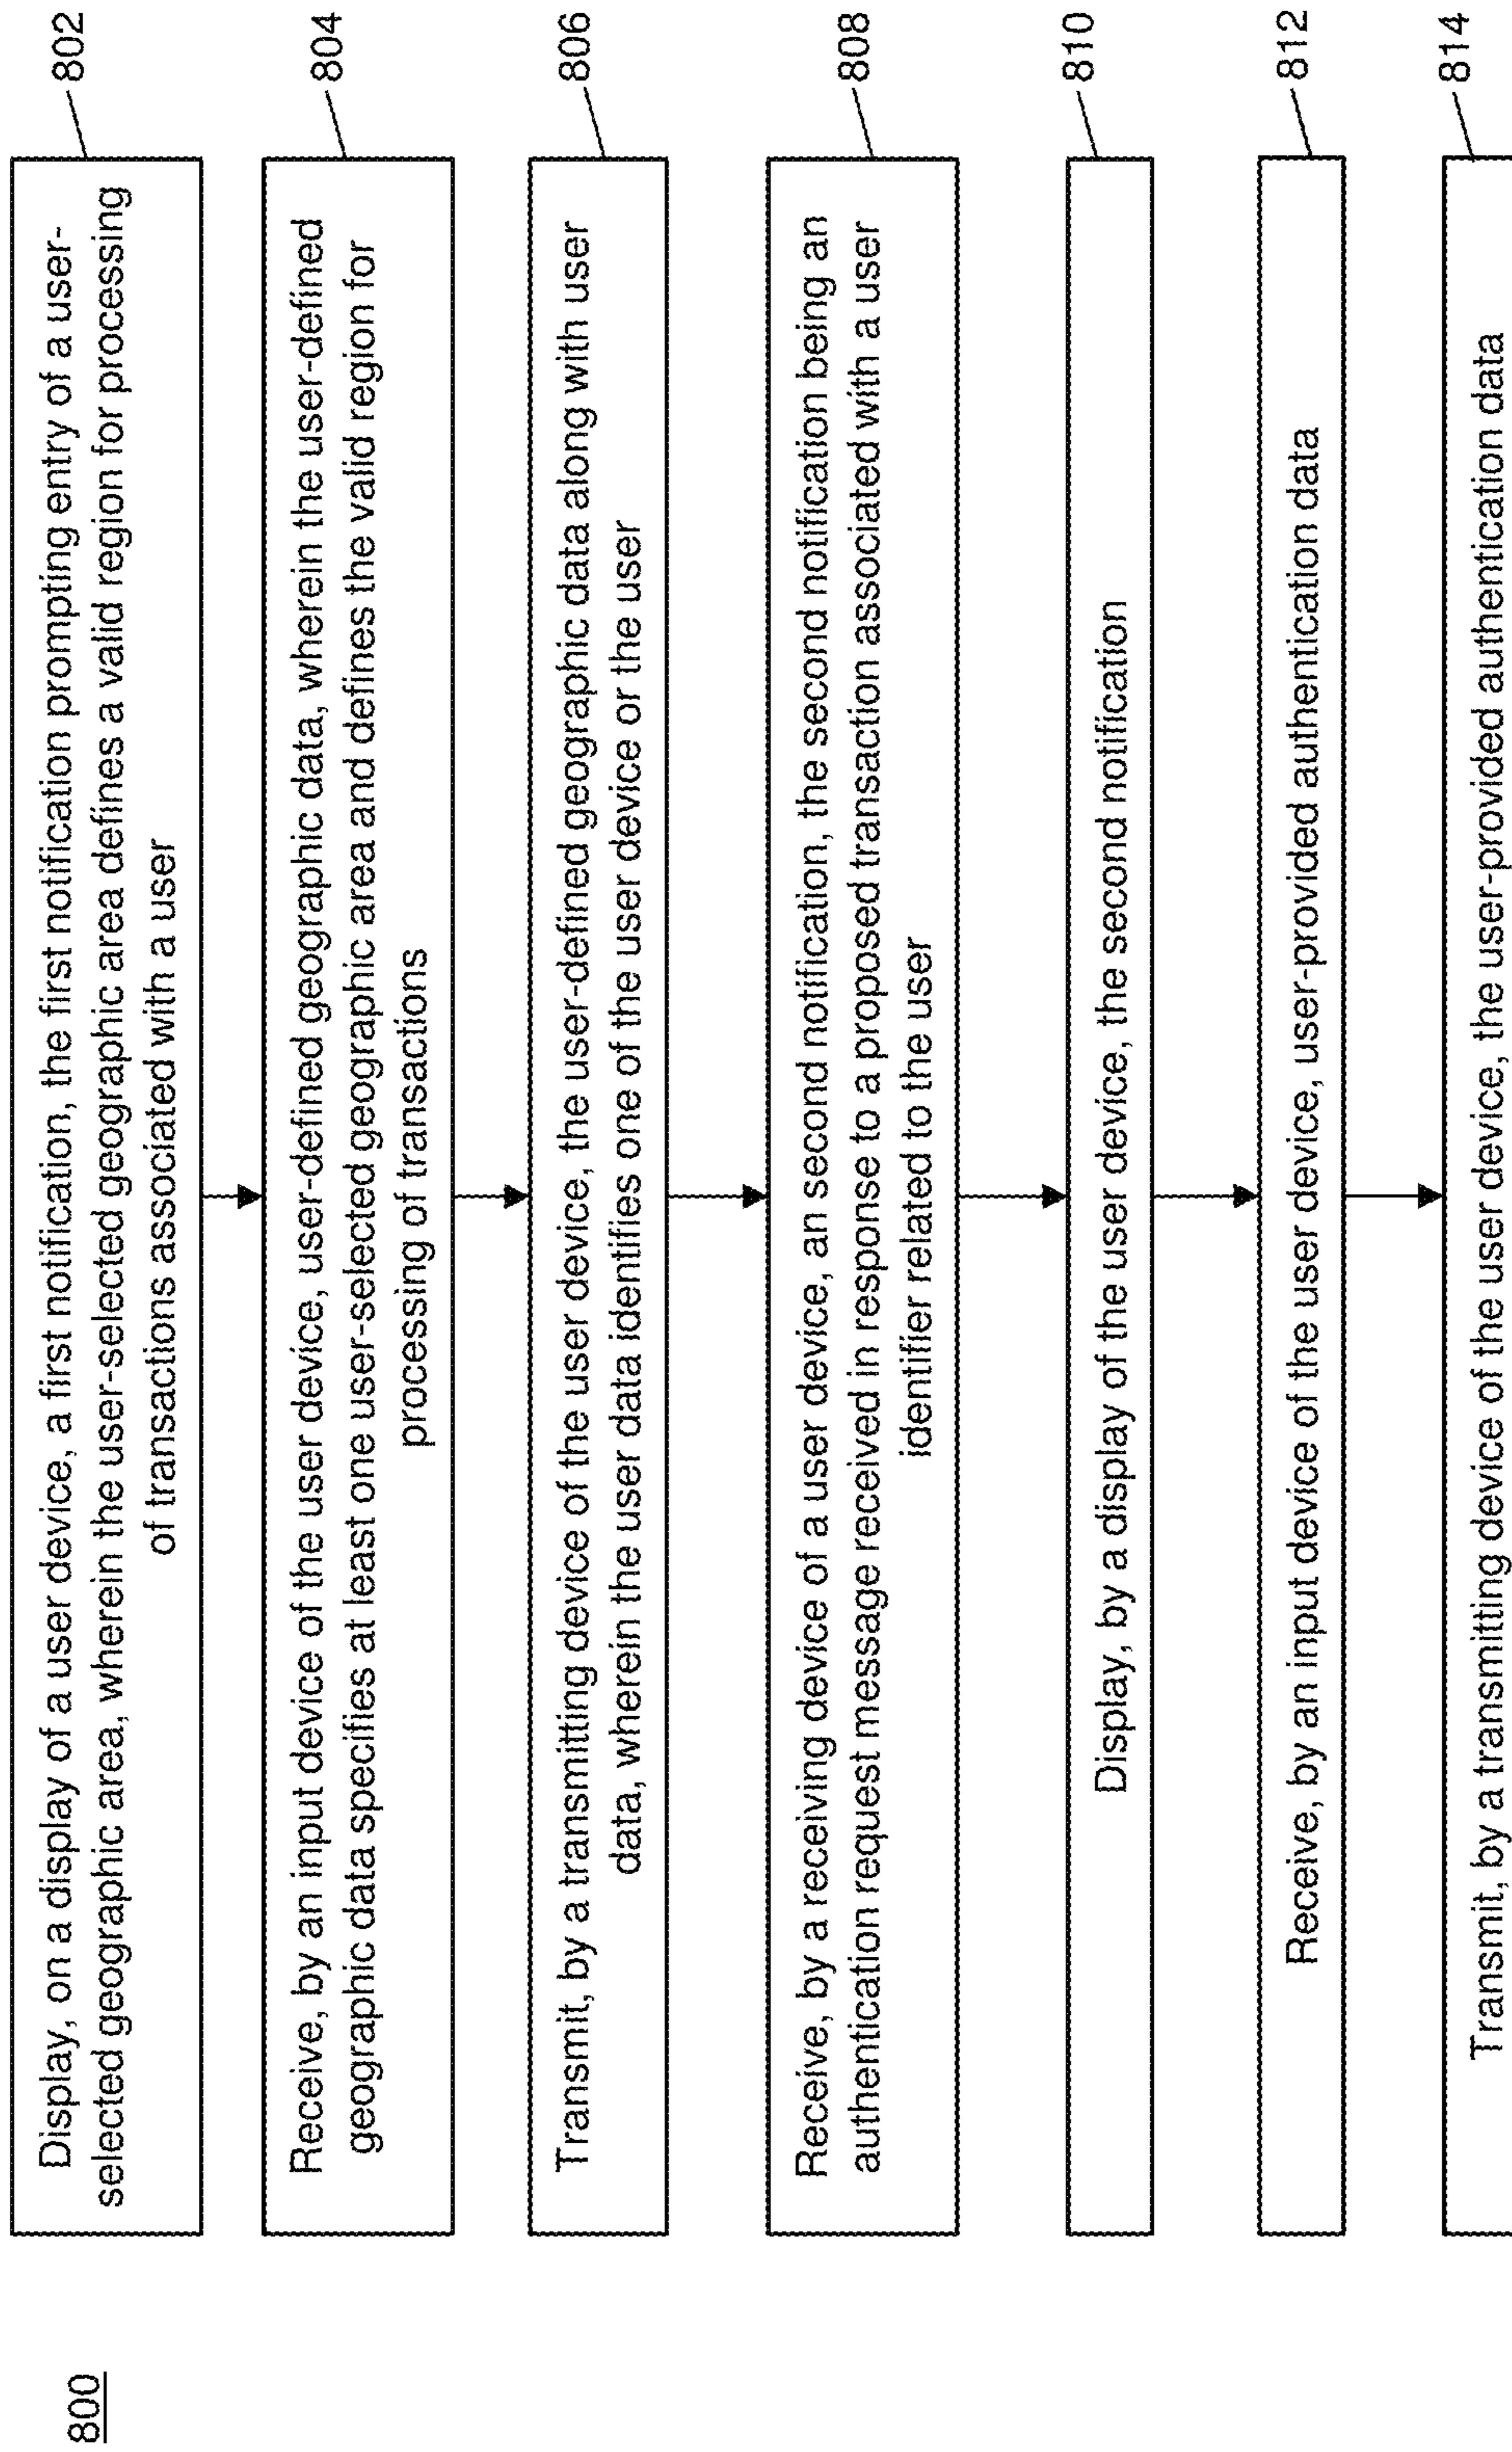 800
Display, on a display of a user device, a first notification, the first notification prompting entry of a user-
selected geographic area, wherein the user-selected geographic area defines a valid region for processing
of transactions associated with a user
802
Receive, by an input device of the user device, user-defined geographic data, wherein the user-defined
geographic data specifies at least one user-selected geographic area and defines the valid region for
processing of transactions
804
Transmit, by a transmitting device of the user device, the user-defined geographic data along with user
data, wherein the user data identifies one of the user device or the user
806
Receive, by a receiving device of a user device, an second notification, the second notification being an
authentication request message received in response to a proposed transaction associated with a user
identifier related to the user
808
Display, by a display of the user device, the second notification
810
Receive, by an input device of the user device, user-provided authentication data
812
Transmit, by a transmitting device of the user device, the user-provided authentication data
814